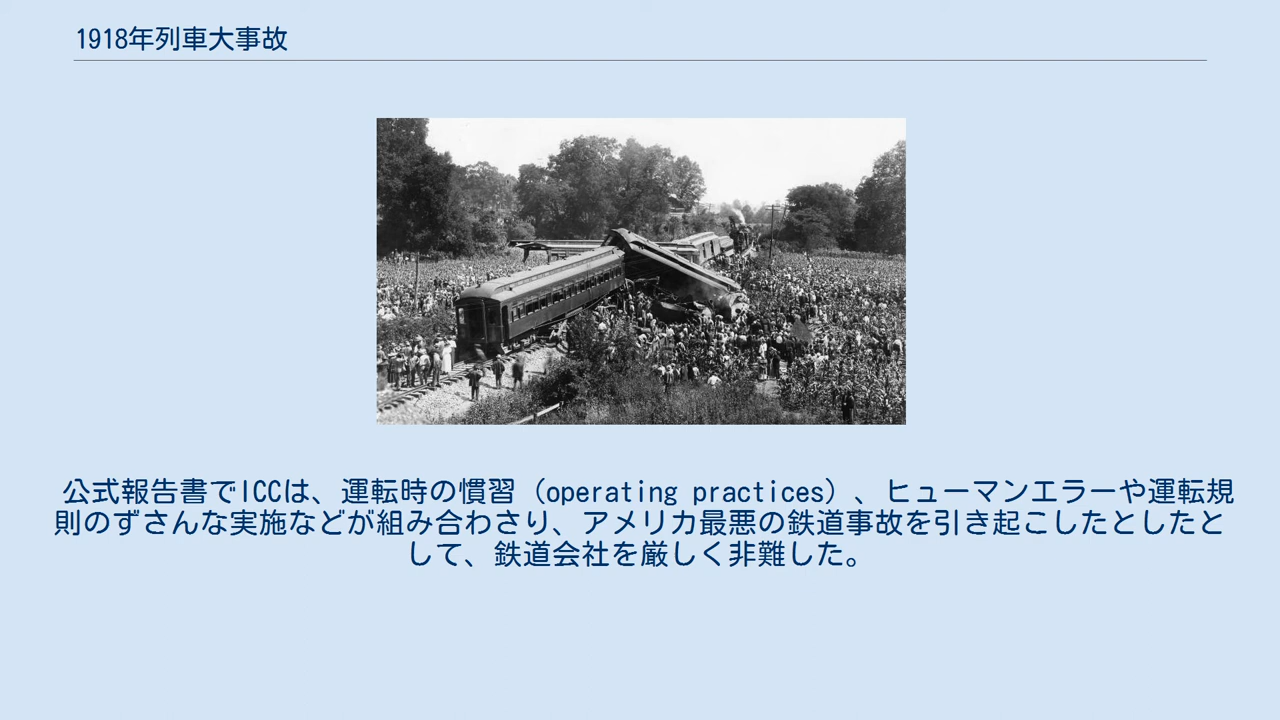 1918年列車大事故
公式報告書でICCは、運転時の慣習（operating practices）、ヒューマンエラーや運転規
則のずさんな実施などが組み合わさり、アメリカ最悪の鉄道事故を引き起こしたとしたと
して、鉄道会社を厳しく非難した。